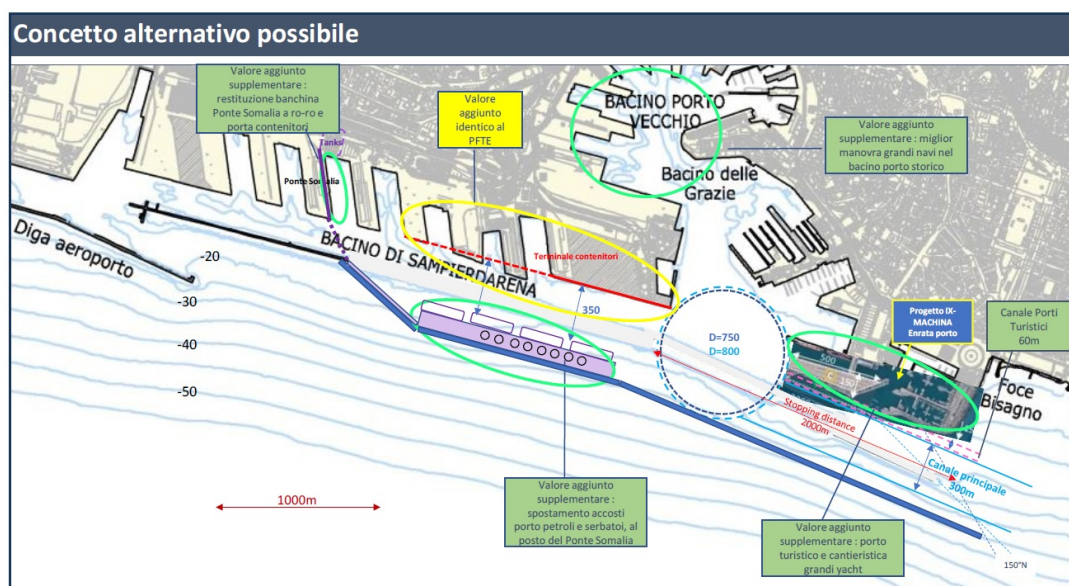 Concetto alternativo possibile
Valore aggiunto
supplementare :
restituzione banchina
Ponte Somalia a ro-ro e
porta contenitori
Tanks/
Ponte Somalia
Valore
aggiunto
identico al
PFTE
BACINO PORTO
VECCHIO
Bacino delle
Grazie
Valore aggiunto
supplementare : miglior
manovra grandi navi nel
bacino porto storico
Diga aeroporto
BACINO DI SAMPIERDARENA
Terminale contenitori
350
-20
-30
-40
-50
D=750
D=800
Progetto IX-
MACHINA
Enrata porto
Canale Porti
Turistici
60m
500
C
150
Foce
Bisagno
Stopping distance
2000m
Canale principale
300m
1000m
Valore aggiunto
supplementare :
spostamento accosti
porto petroli e serbatoi, al
posto del Ponte Somalia
Valore aggiunto
supplementare : porto
turistico e cantieristica
grandi yacht
150°N